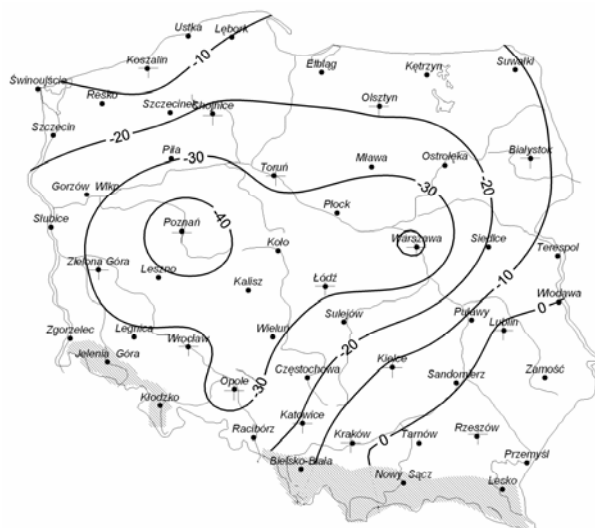 Ustka
Lębork
-10
Koszalin
Elbląg
Kętrzyn
Suwałki
Świnoujście
Resko
Szczecinek
Chojnice
Olsztyn
Szczecin
-20
Piła
-30
Toruń
Mława
Ostrołęka
Białystok
Gorzów Wlkp.
-30
-20
Płock
-40
Słubice
Poznań
Koło
Warszawa
Siedlce
Terespol
Zielona Góra
Leszno
Kalisz
Łódź
-10
0
Włodawa
Zgorzelec
Legnica
Wrocław
Wieluń
Sulejów
Puławy
Lublin
-20
Jelenia Góra
Opole
-30
Częstochowa
Kielce
Sandomierz
Zamość
Kłodzko
Katowice
Racibórz
Kraków
0
Tarnów
Rzeszów
Bielsko-Biała
Nowy Sącz
Przemyśl
Lesko